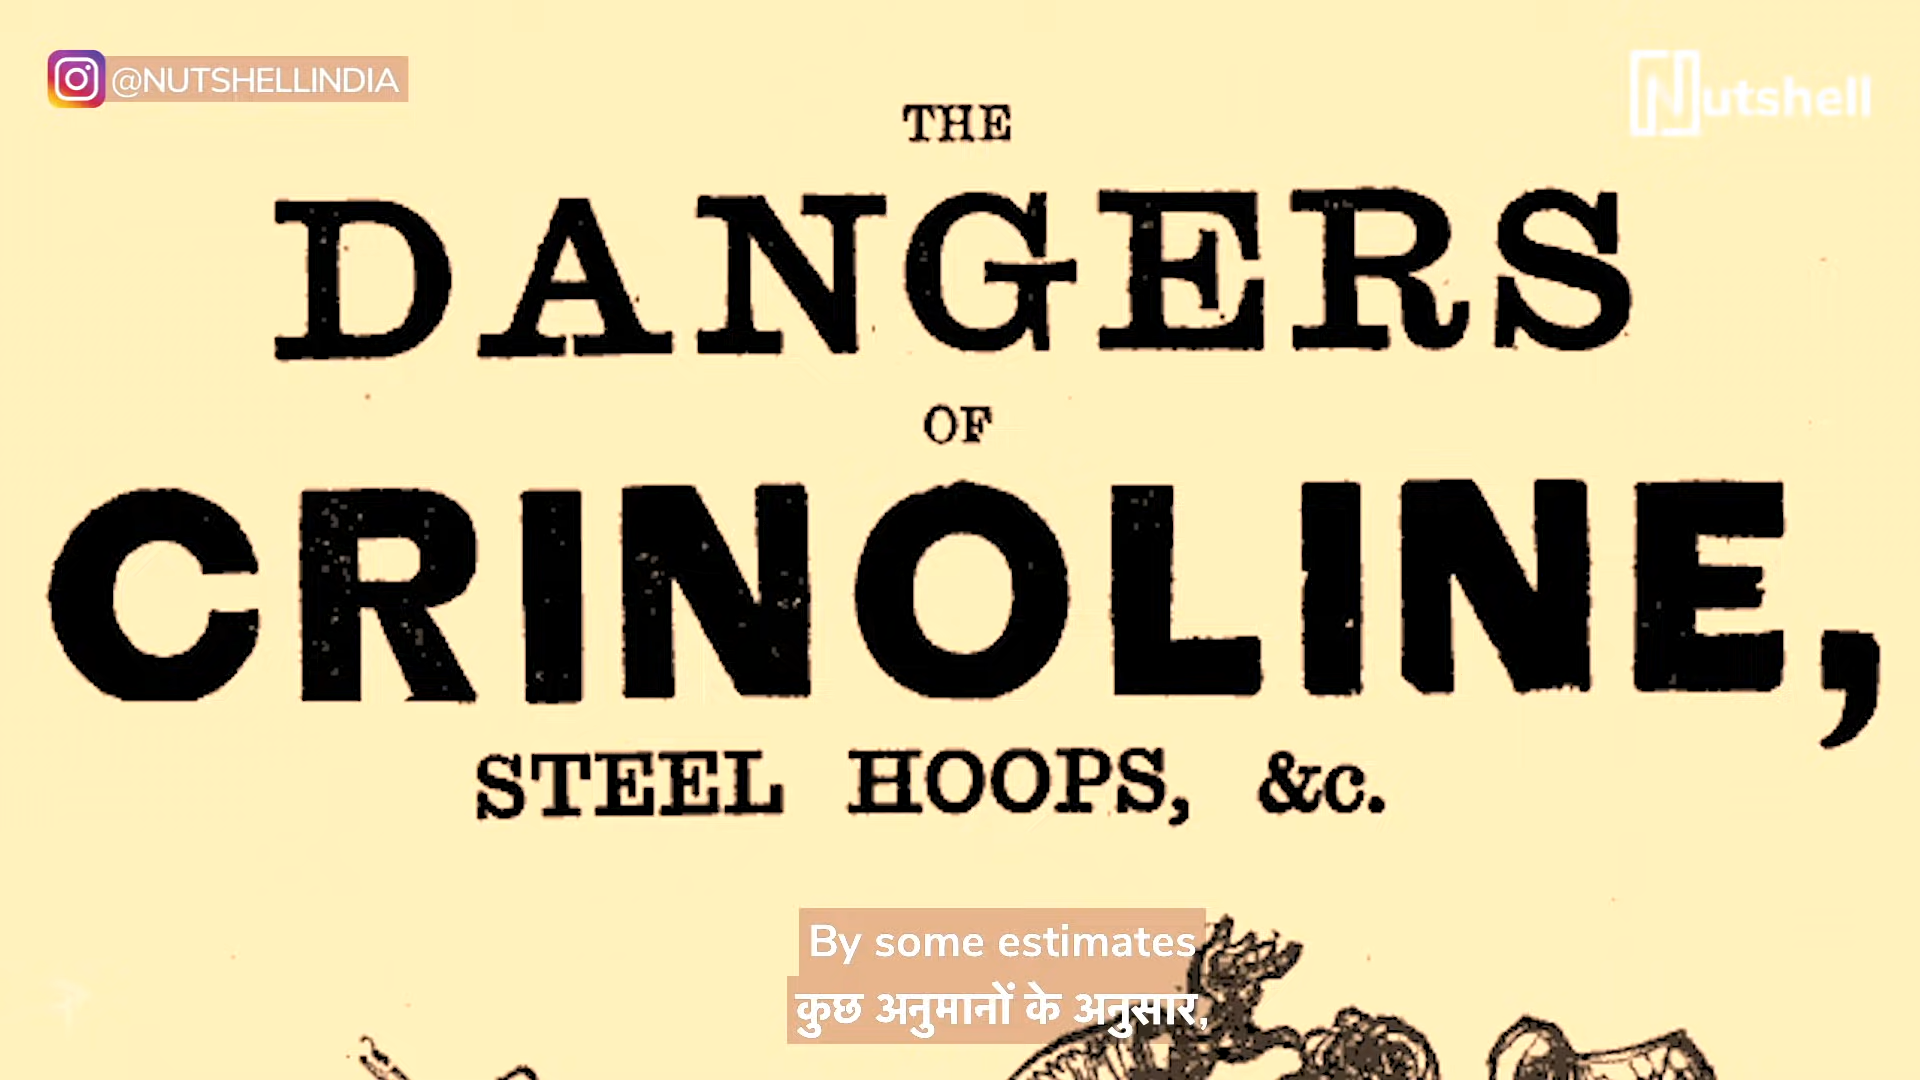 @NUTSHELLINDIA
Nutshell
THE
DANGERS
OF
CRINOLINE,
STEEL HOOPS, &c.
By some estimates
कुछ अनुमानों के अनुसार,